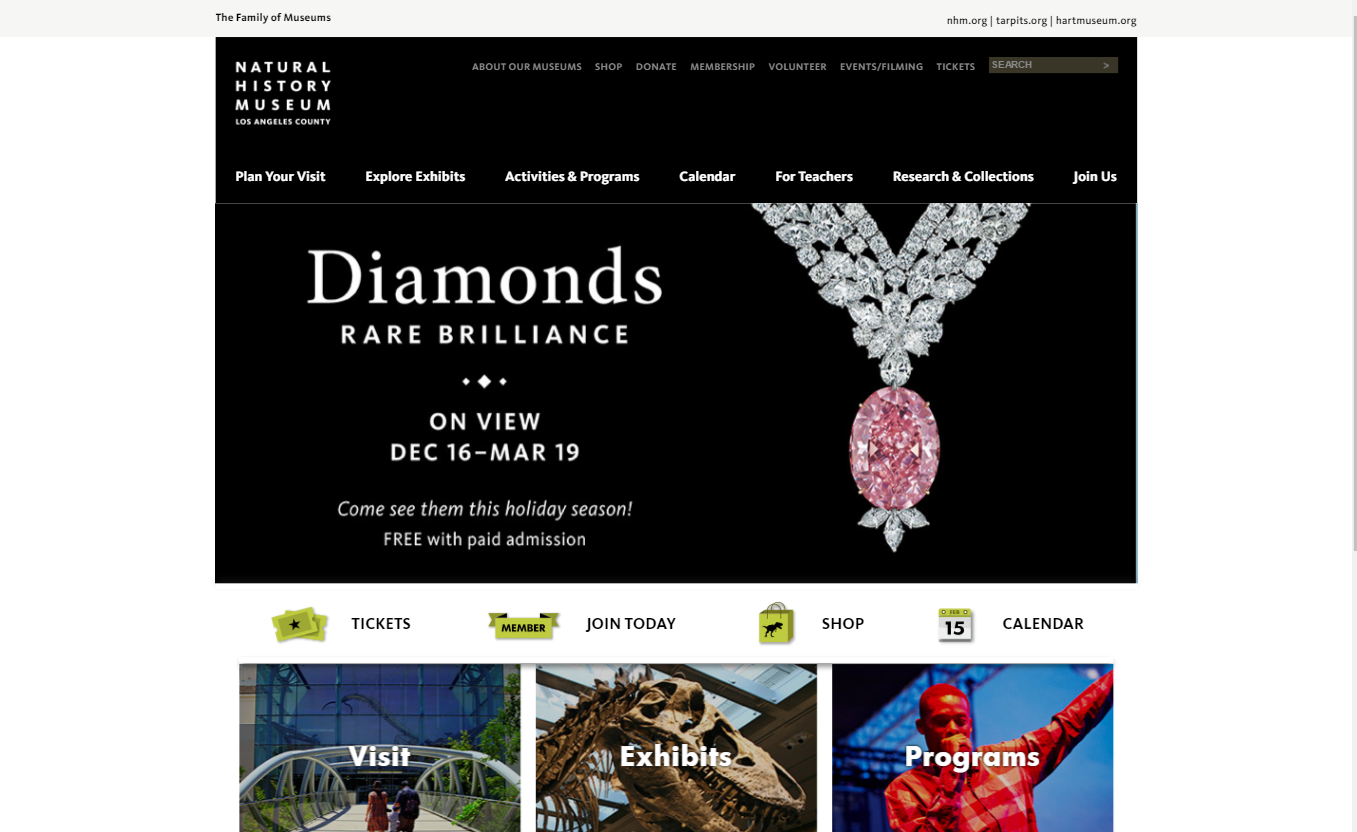 The Family of Museums
nhm.org | tarpits.org | hartmuseum.org
NATURAL
HISTORY
MUSEUM
LOS ANGELES COUNTY
ABOUT OUR MUSEUMS SHOP DONATE MEMBERSHIP VOLUNTEER EVENTS/FILMING TICKETS SEARCH >
Plan Your Visit Explore Exhibits Activities & Programs Calendar For Teachers Research & Collections Join Us
Diamonds
RARE BRILLIANCE
ON VIEW
DEC 16–MAR 19
Come see them this holiday season!
FREE with paid admission
TICKETS MEMBER JOIN TODAY SHOP FEB 15 CALENDAR
Visit Exhibits Programs